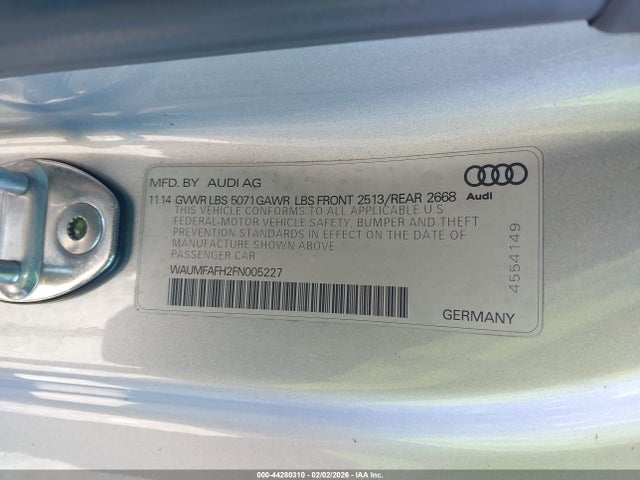 MFD. BY AUDI AG
11 14 GVWR LBS 5071 GAWR LBS FRONT 2513/REAR 2668
THIS VEHICLE CONFORMS TO ALL APPLICABLE U S
FEDERAL-MOTOR VEHICLE SAFETY, BUMPER AND THEFT
PREVENTION STANDARDS IN EFFECT ON THE DATE OF
MANUFACTURE SHOWN ABOVE
PASSENGER CAR
WAUMFAFH2FN005227
Audi
4554149
GERMANY
000-44280310 - 02/02/2026 - IAA Inc.